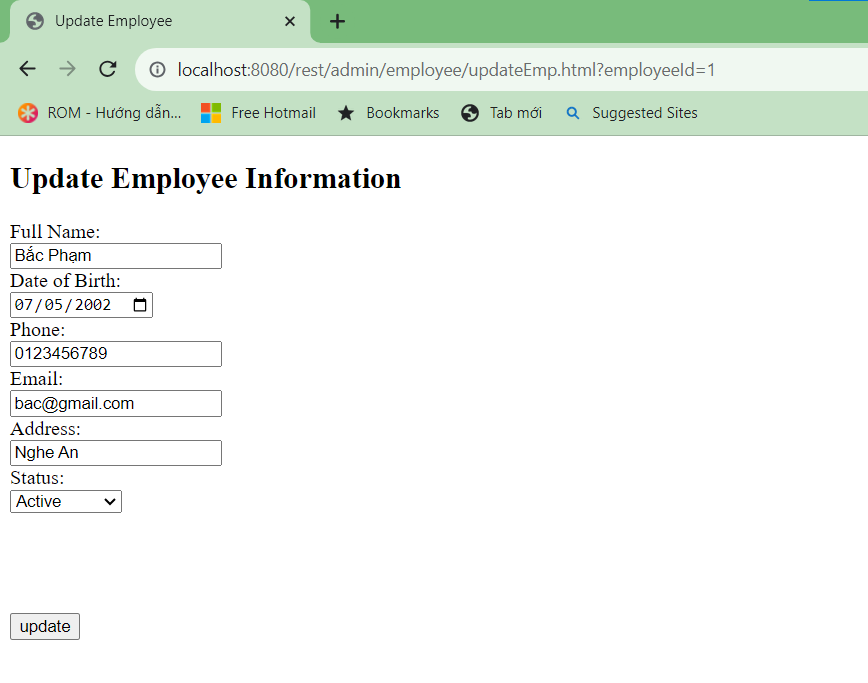 Update Employee
localhost:8080/rest/admin/employee/updateEmp.html?employeeId=1
ROM - Hướng dẫn... Free Hotmail Bookmarks Tab mới Suggested Sites
Update Employee Information
Full Name:
Bắc Phạm
Date of Birth:
07/05/2002
Phone:
0123456789
Email:
bac@gmail.com
Address:
Nghe An
Status:
Active
update